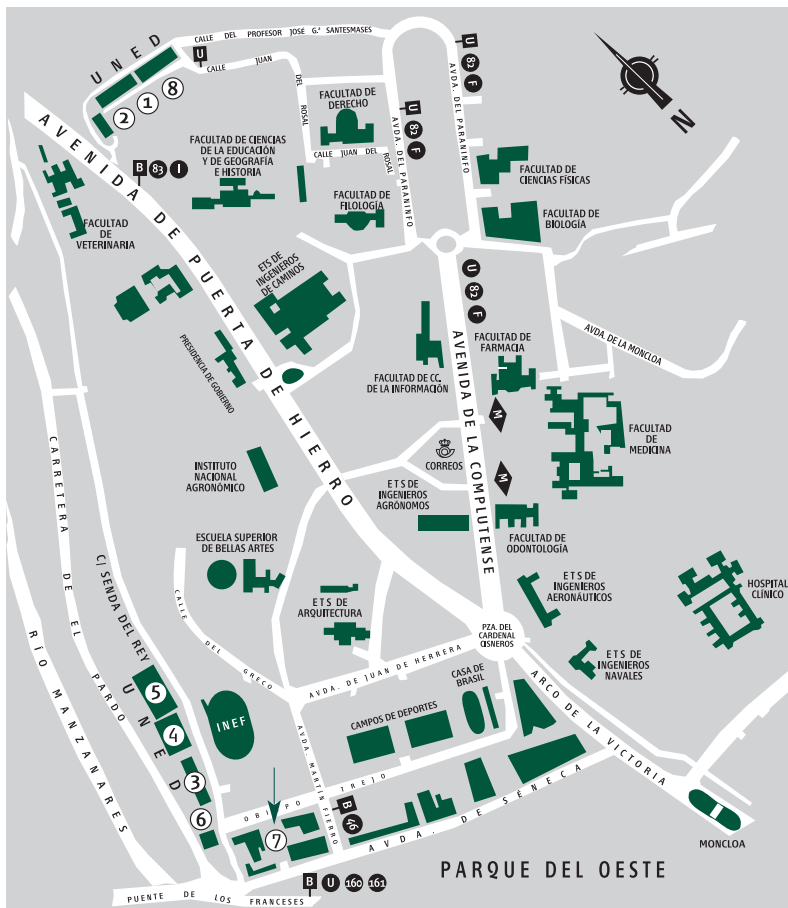 CALLE DEL PROFESOR JOSÉ G.ª SANTESMASES
UNED
U
CALLE JUAN DEL ROSAL
8
1
2
U
82
F
AVDA. DEL PARANINFO
N
FACULTAD DE
DERECHO
U
82
F
AVDA. DEL PARANINFO
CALLE JUAN DEL ROSAL
FACULTAD DE CIENCIAS
DE LA EDUCACIÓN
Y DE GEOGRAFÍA
E HISTORIA
B
83
I
AVENIDA DE PUERTA DE HIERRO
FACULTAD DE
CIENCIAS FÍSICAS
FACULTAD DE
FILOLOGÍA
FACULTAD DE
BIOLOGÍA
FACULTAD
DE
VETERINARIA
ETS DE
INGENIEROS
DE CAMINOS
U
82
F
AVENIDA DE LA COMPLUTENSE
AVDA. DE LA MONCLOA
PRESIDENCIA DE GOBIERNO
FACULTAD DE
FARMACIA
FACULTAD DE CC.
DE LA INFORMACIÓN
M
FACULTAD
DE
MEDICINA
CARRETERA DE EL PARDO
INSTITUTO
NACIONAL
AGRONÓMICO
CORREOS
M
E T S DE
INGENIEROS
AGRÓNOMOS
FACULTAD DE
ODONTOLOGÍA
ESCUELA SUPERIOR
DE BELLAS ARTES
C/ SENDA DEL REY
E T S DE
INGENIEROS
AERONÁUTICOS
HOSPITAL
CLÍNICO
E T S DE
ARQUITECTURA
CALLE DEL GRECO
PZA. DEL
CARDENAL
CISNEROS
RÍO MANZANARES
E T S DE
INGENIEROS
NAVALES
AVDA. DE JUAN DE HERRERA
CASA DE
BRASIL
ARCO DE LA VICTORIA
UNED
5
4
3
6
INEF
CAMPOS DE DEPORTES
AVDA. MARTÍN FIERRO
OBISPO TREJO
B
46
7
AVDA. DE SÉNECA
MONCLOA
PARQUE DEL OESTE
B
U
160
161
PUENTE DE LOS FRANCESES